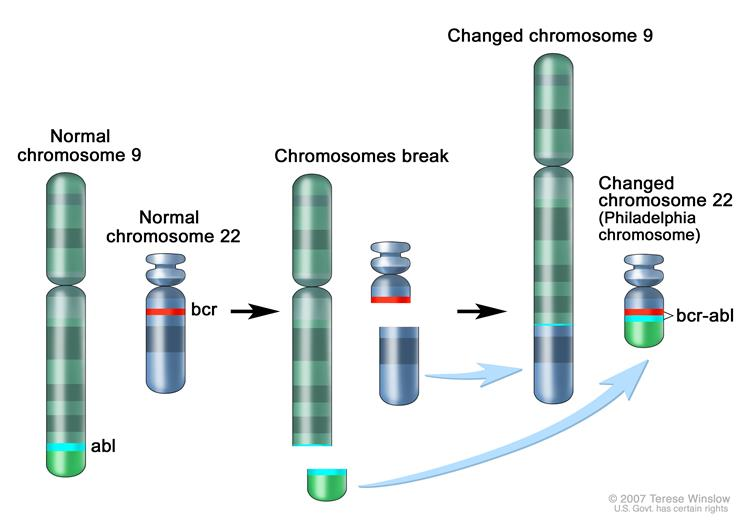 Changed chromosome 9
Normal
chromosome 9
Chromosomes break
Changed
chromosome 22
(Philadelphia
chromosome)
Normal
chromosome 22
bcr
bcr-abl
abl
© 2007 Terese Winslow
U.S. Govt. has certain rights